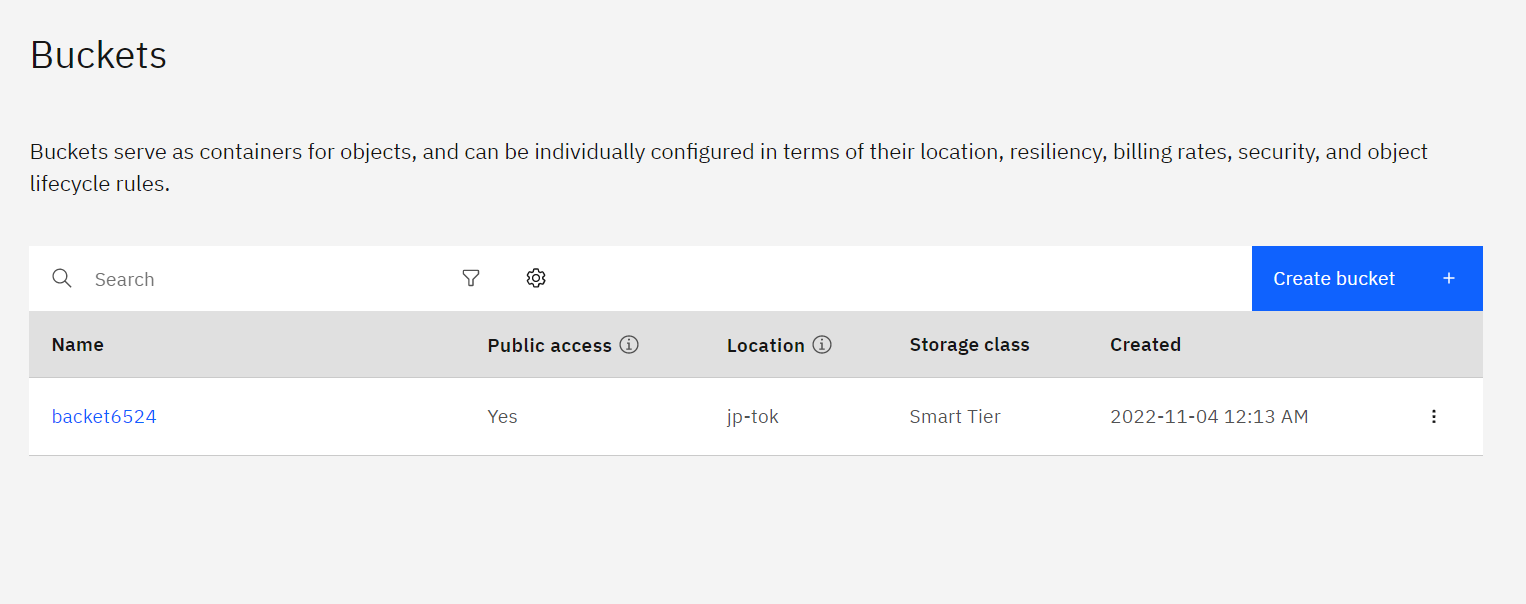 Buckets
Buckets serve as containers for objects, and can be individually configured in terms of their location, resiliency, billing rates, security, and object
lifecycle rules.
Search
Create bucket +
Name Public access Location Storage class Created
backet6524 Yes jp-tok Smart Tier 2022-11-04 12:13 AM